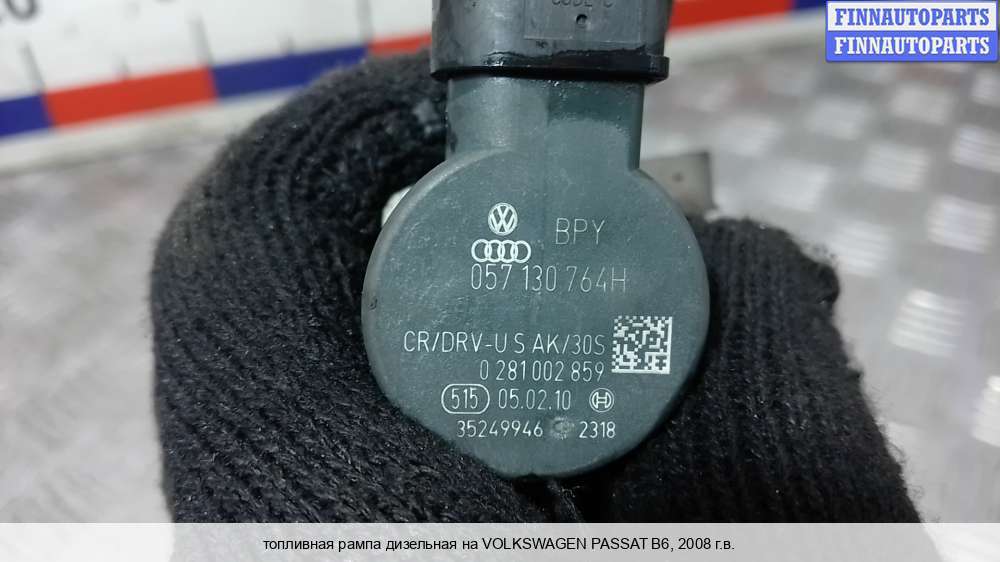 FINNAUTOPARTS
FINNAUTOPARTS
BPY
057 130 764H
CR/DRV-U S AK/30S
0 281 002 859
515 05.02.10
35249946 2318
топливная рампа дизельная на VOLKSWAGEN PASSAT B6, 2008 г.в.